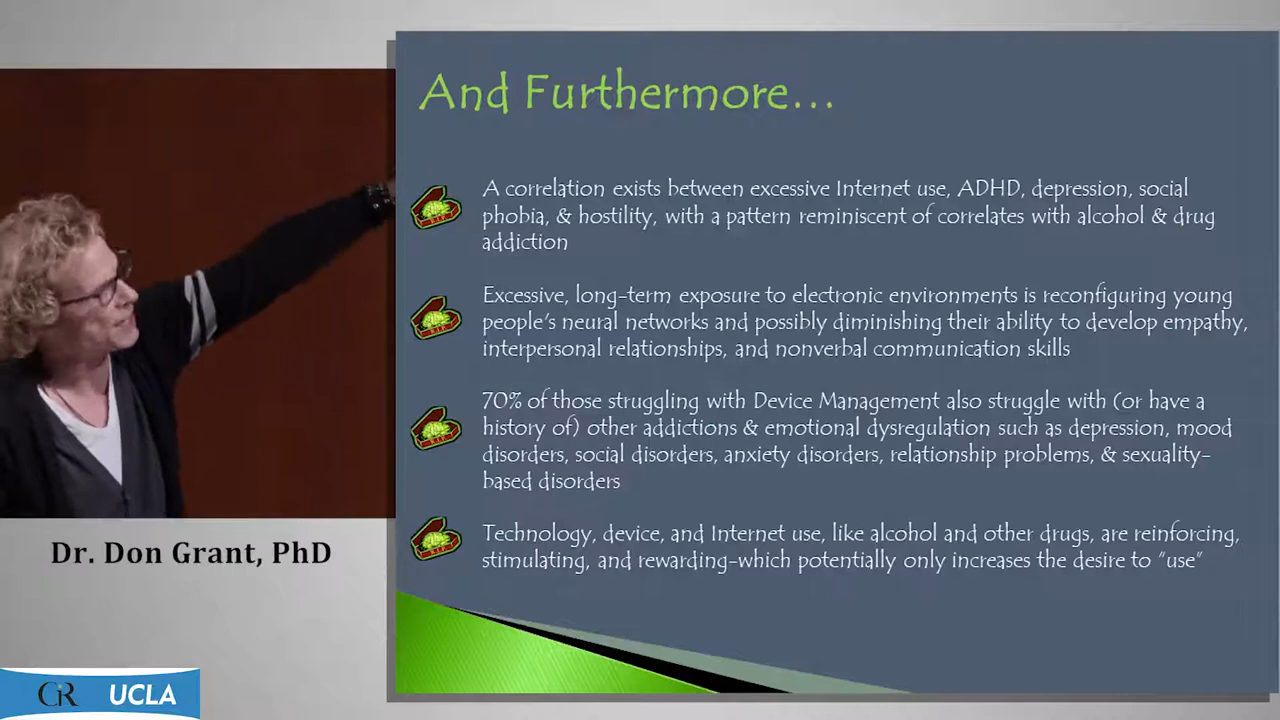 And Furthermore...
A correlation exists between excessive Internet use, ADHD, depression, social
phobia, & hostility, with a pattern reminiscent of correlates with alcohol & drug
addiction
Excessive, long-term exposure to electronic environments is reconfiguring young
people's neural networks and possibly diminishing their ability to develop empathy,
interpersonal relationships, and nonverbal communication skills
70% of those struggling with Device Management also struggle with (or have a
history of) other addictions & emotional dysregulation such as depression, mood
disorders, social disorders, anxiety disorders, relationship problems, & sexuality-
based disorders
Technology, device, and Internet use, like alcohol and other drugs, are reinforcing,
stimulating, and rewarding-which potentially only increases the desire to "use"
Dr. Don Grant, PhD
CiR UCLA